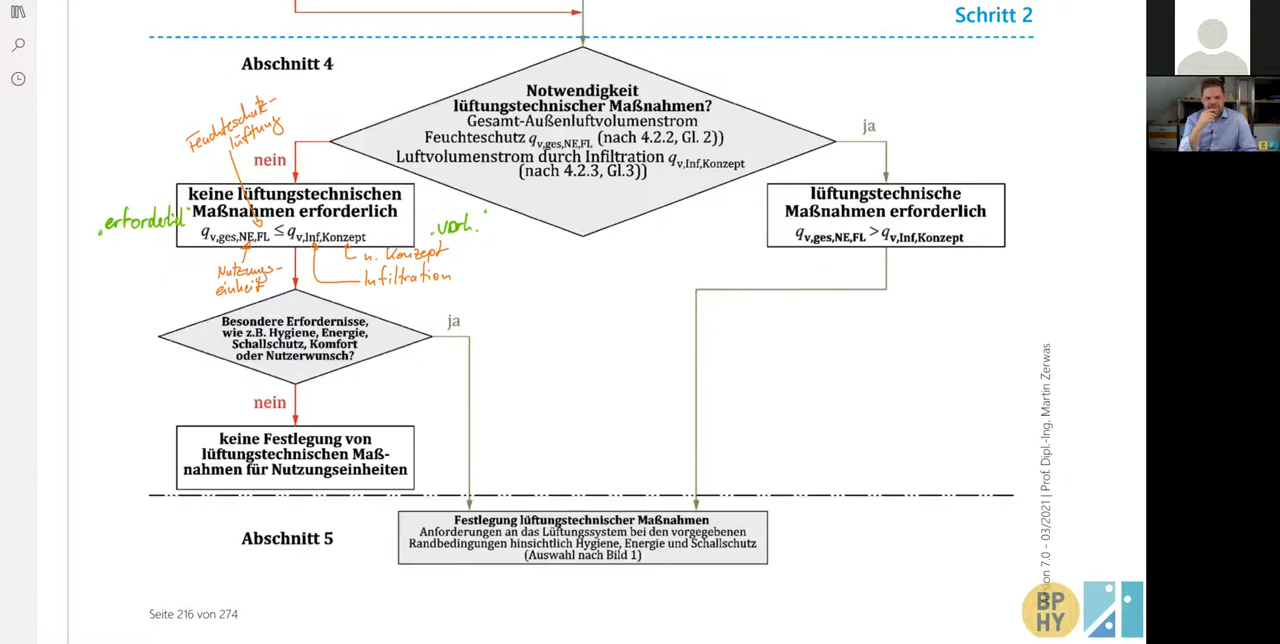 Schritt 2
Abschnitt 4
Notwendigkeit
lüftungstechnischer Maßnahmen?
Gesamt-Außenluftvolumenstrom
Feuchteschutz qv,ges,NE,FL (nach 4.2.2, Gl. 2))
Luftvolumenstrom durch Infiltration qv,Inf,Konzept
(nach 4.2.3, Gl.3))
Feuchteschutz-
lüftung
nein
ja
keine lüftungstechnischen
Maßnahmen erforderlich
qv,ges,NE,FL ≤ qv,Inf,Konzept
„erforderlich“
„vorh.“
lüftungstechnische
Maßnahmen erforderlich
qv,ges,NE,FL > qv,Inf,Konzept
Nutzungs-
einheit
n. Konzept
Infiltration
Besondere Erfordernisse,
wie z.B. Hygiene, Energie,
Schallschutz, Komfort
oder Nutzerwunsch?
ja
nein
keine Festlegung von
lüftungstechnischen Maß-
nahmen für Nutzungseinheiten
Abschnitt 5
Festlegung lüftungstechnischer Maßnahmen
Anforderungen an das Lüftungssystem bei den vorgegebenen
Randbedingungen hinsichtlich Hygiene, Energie und Schallschutz
(Auswahl nach Bild 1)
Seite 216 von 274
7.0 - 03/2021 | Prof. Dipl.-Ing. Martin Zerwas
BP
HY